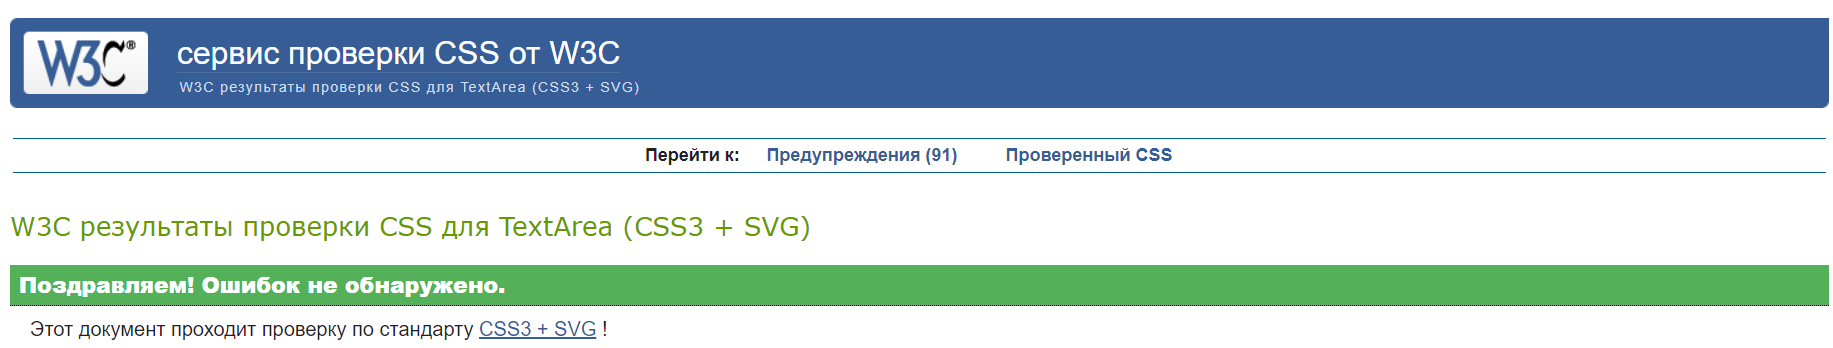 W3C®
сервис проверки CSS от W3C
W3C результаты проверки CSS для TextArea (CSS3 + SVG)
Перейти к: Предупреждения (91) Проверенный CSS
W3C результаты проверки CSS для TextArea (CSS3 + SVG)
Поздравляем! Ошибок не обнаружено.
Этот документ проходит проверку по стандарту CSS3 + SVG !